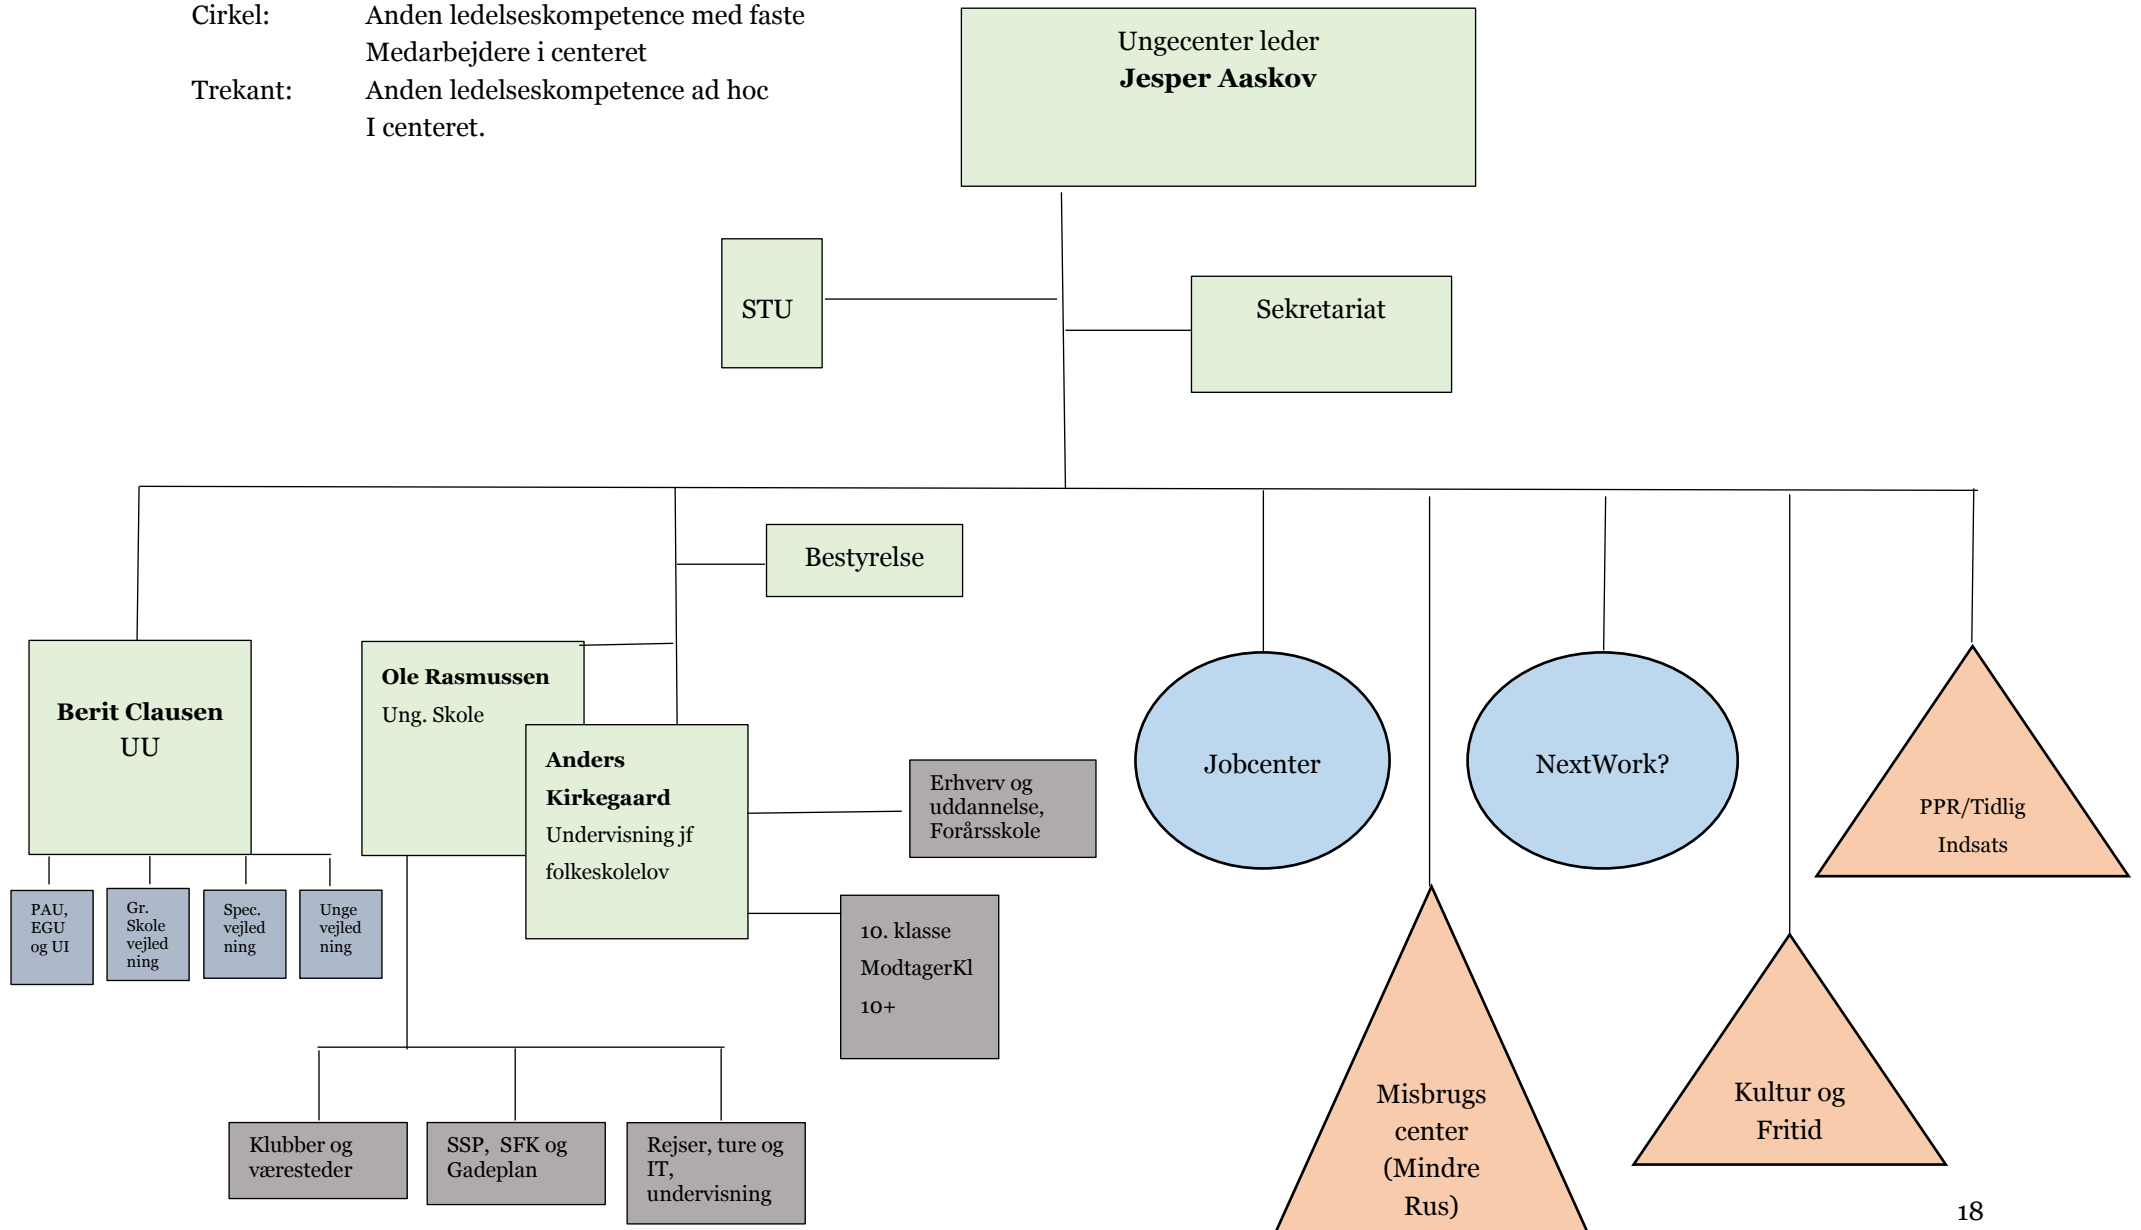 Cirkel: Anden ledelseskompetence med faste
Medarbejdere i centeret
Trekant: Anden ledelseskompetence ad hoc
I centeret.
Ungecenter leder
Jesper Aaskov
STU
Sekretariat
Bestyrelse
Berit Clausen
UU
Ole Rasmussen
Ung. Skole
Anders
Kirkegaard
Undervisning jf
folkeskolelov
Erhverv og
uddannelse,
Forårsskole
10. klasse
ModtagerKl
10+
PAU,
EGU
og UI
Gr.
Skole
vejled
ning
Spec.
vejled
ning
Unge
vejled
ning
Klubber og
væresteder
SSP, SFK og
Gadeplan
Rejser, ture og
IT,
undervisning
Jobcenter
Misbrugs
center
(Mindre
Rus)
NextWork?
Kultur og
Fritid
PPR/Tidlig
Indsats
18